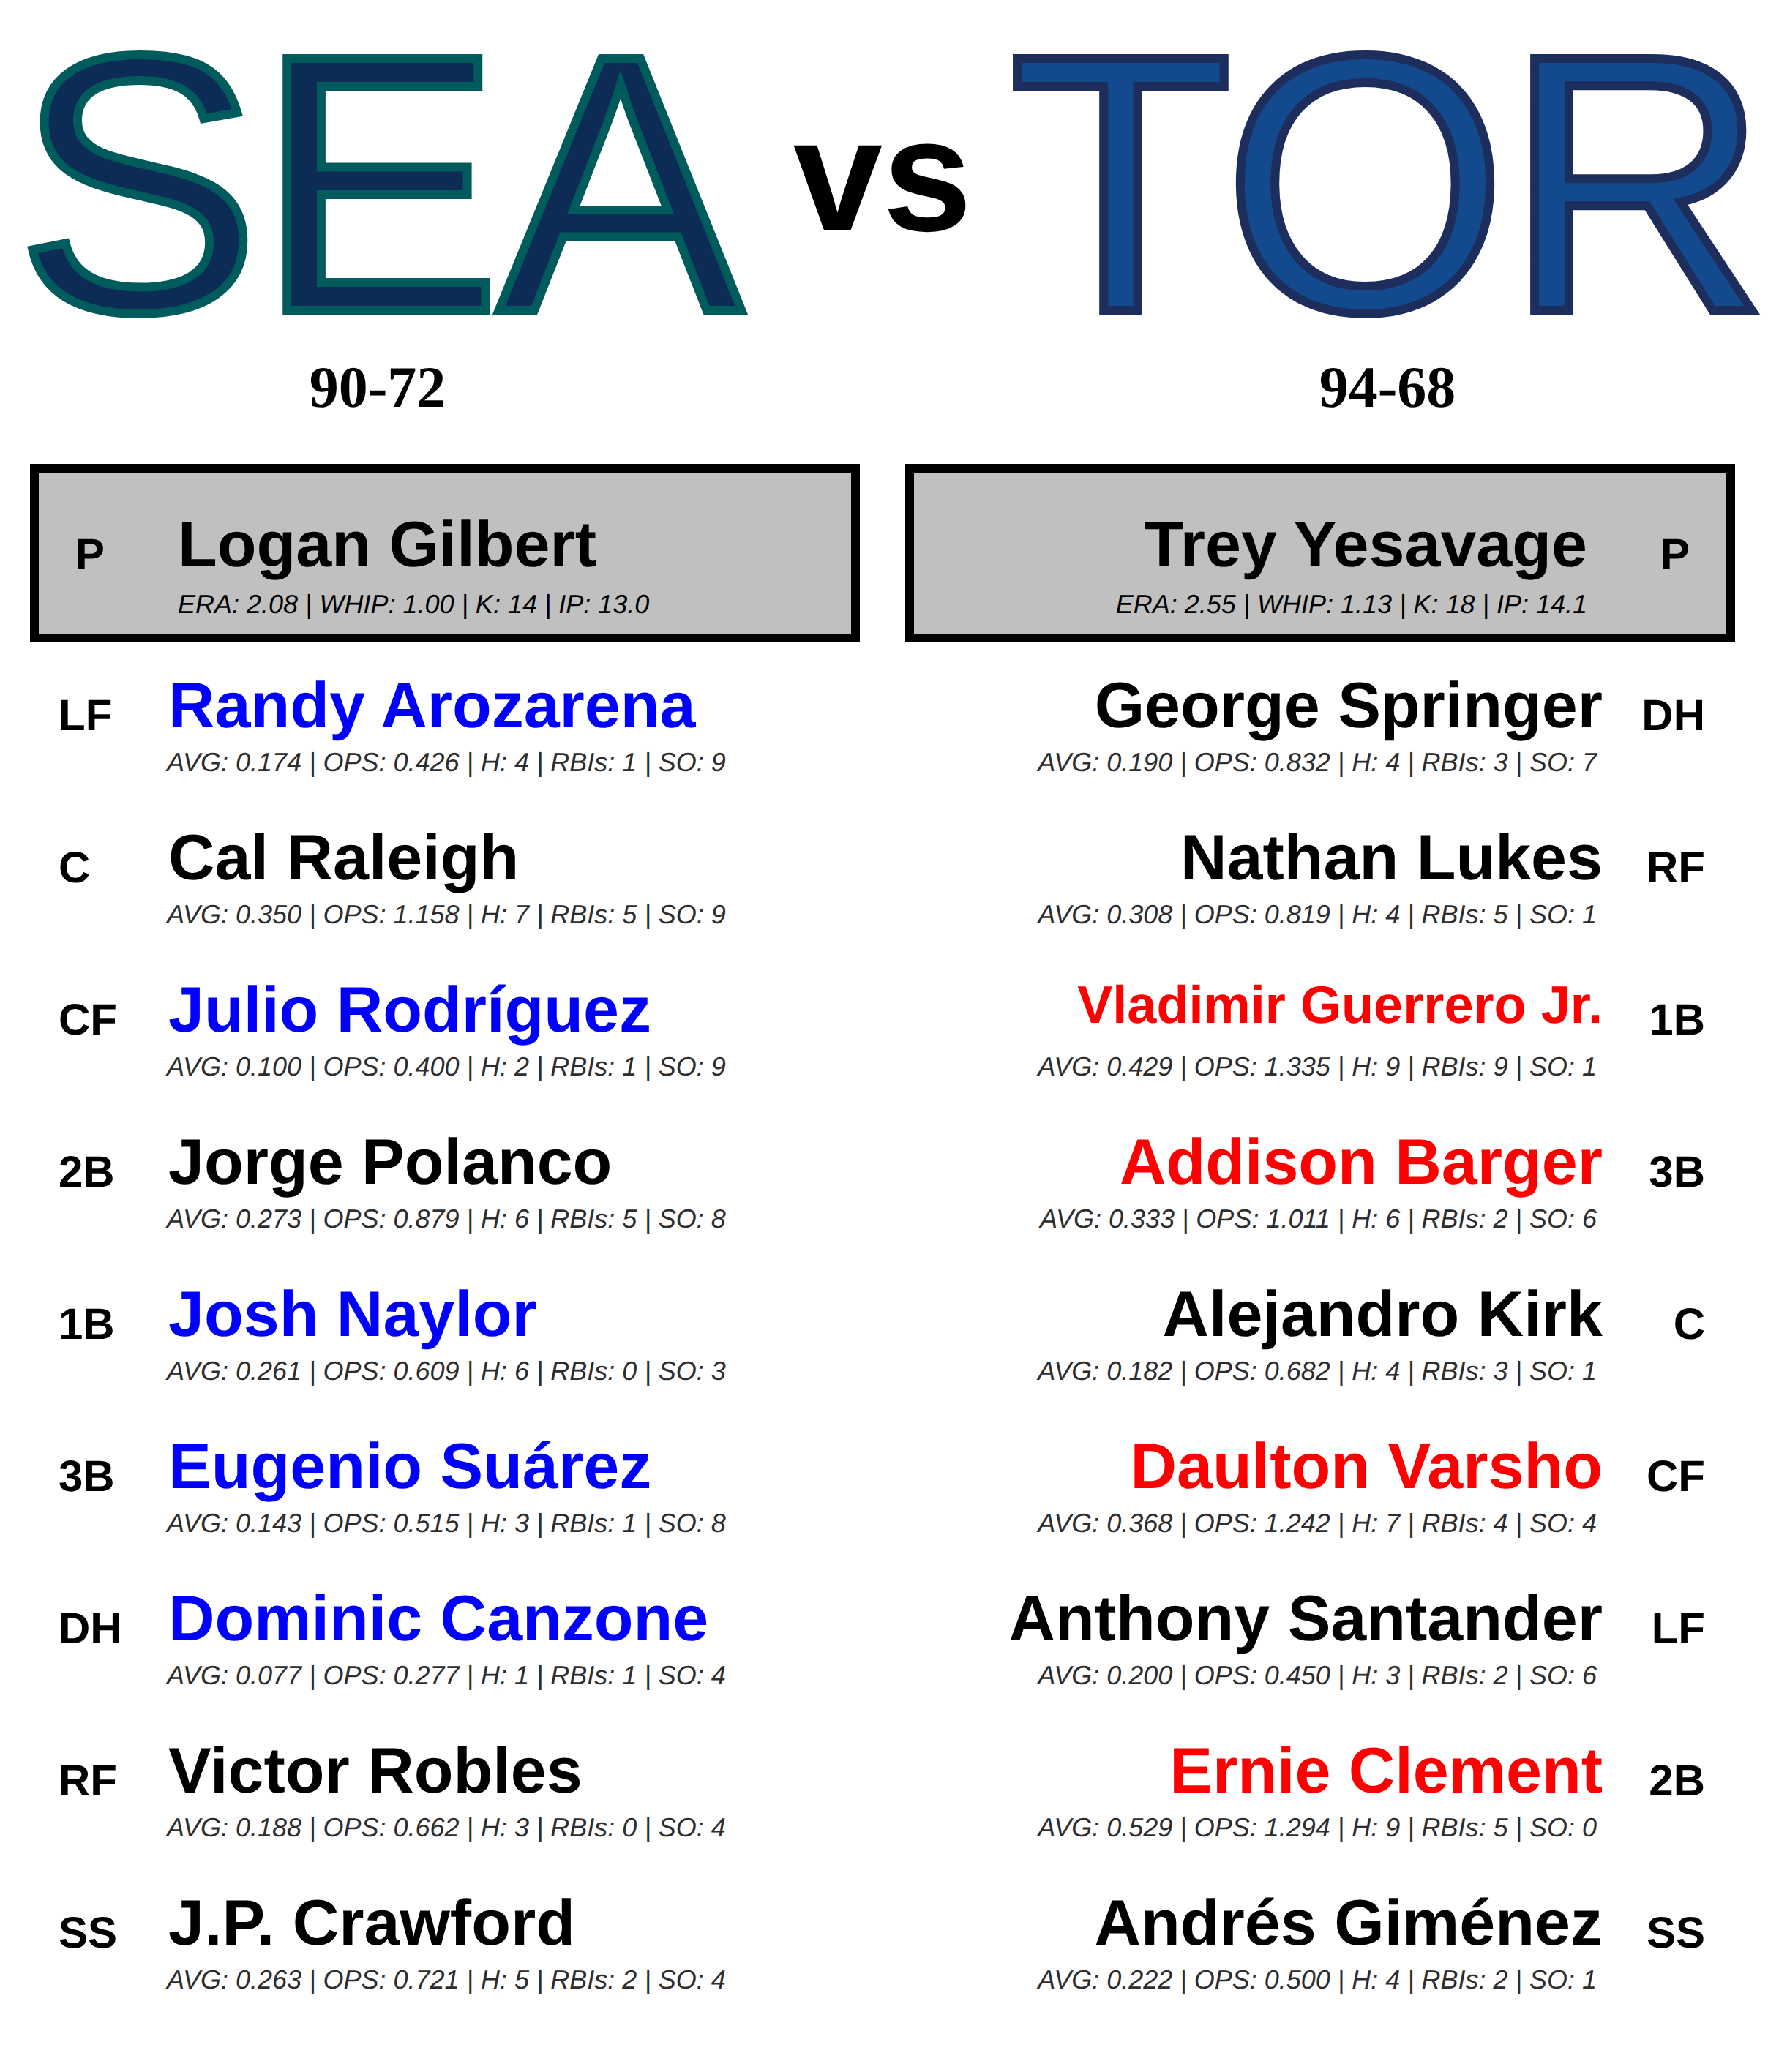 SEA vs TOR
90-72 94-68
P Logan Gilbert
ERA: 2.08 | WHIP: 1.00 | K: 14 | IP: 13.0
Trey Yesavage P
ERA: 2.55 | WHIP: 1.13 | K: 18 | IP: 14.1
LF Randy Arozarena
AVG: 0.174 | OPS: 0.426 | H: 4 | RBIs: 1 | SO: 9
C Cal Raleigh
AVG: 0.350 | OPS: 1.158 | H: 7 | RBIs: 5 | SO: 9
CF Julio Rodríguez
AVG: 0.100 | OPS: 0.400 | H: 2 | RBIs: 1 | SO: 9
2B Jorge Polanco
AVG: 0.273 | OPS: 0.879 | H: 6 | RBIs: 5 | SO: 8
1B Josh Naylor
AVG: 0.261 | OPS: 0.609 | H: 6 | RBIs: 0 | SO: 3
3B Eugenio Suárez
AVG: 0.143 | OPS: 0.515 | H: 3 | RBIs: 1 | SO: 8
DH Dominic Canzone
AVG: 0.077 | OPS: 0.277 | H: 1 | RBIs: 1 | SO: 4
RF Victor Robles
AVG: 0.188 | OPS: 0.662 | H: 3 | RBIs: 0 | SO: 4
SS J.P. Crawford
AVG: 0.263 | OPS: 0.721 | H: 5 | RBIs: 2 | SO: 4
George Springer DH
AVG: 0.190 | OPS: 0.832 | H: 4 | RBIs: 3 | SO: 7
Nathan Lukes RF
AVG: 0.308 | OPS: 0.819 | H: 4 | RBIs: 5 | SO: 1
Vladimir Guerrero Jr. 1B
AVG: 0.429 | OPS: 1.335 | H: 9 | RBIs: 9 | SO: 1
Addison Barger 3B
AVG: 0.333 | OPS: 1.011 | H: 6 | RBIs: 2 | SO: 6
Alejandro Kirk C
AVG: 0.182 | OPS: 0.682 | H: 4 | RBIs: 3 | SO: 1
Daulton Varsho CF
AVG: 0.368 | OPS: 1.242 | H: 7 | RBIs: 4 | SO: 4
Anthony Santander LF
AVG: 0.200 | OPS: 0.450 | H: 3 | RBIs: 2 | SO: 6
Ernie Clement 2B
AVG: 0.529 | OPS: 1.294 | H: 9 | RBIs: 5 | SO: 0
Andrés Giménez SS
AVG: 0.222 | OPS: 0.500 | H: 4 | RBIs: 2 | SO: 1